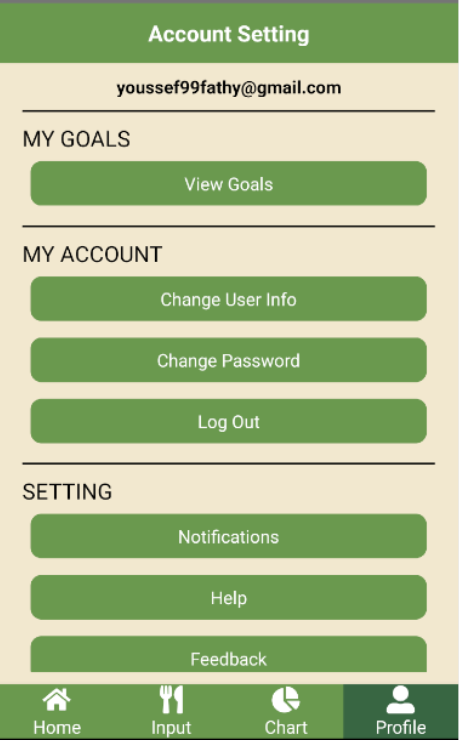 Account Setting
youssef99fathy@gmail.com
MY GOALS
View Goals
MY ACCOUNT
Change User Info
Change Password
Log Out
SETTING
Notifications
Help
Feedback
Home Input Chart Profile